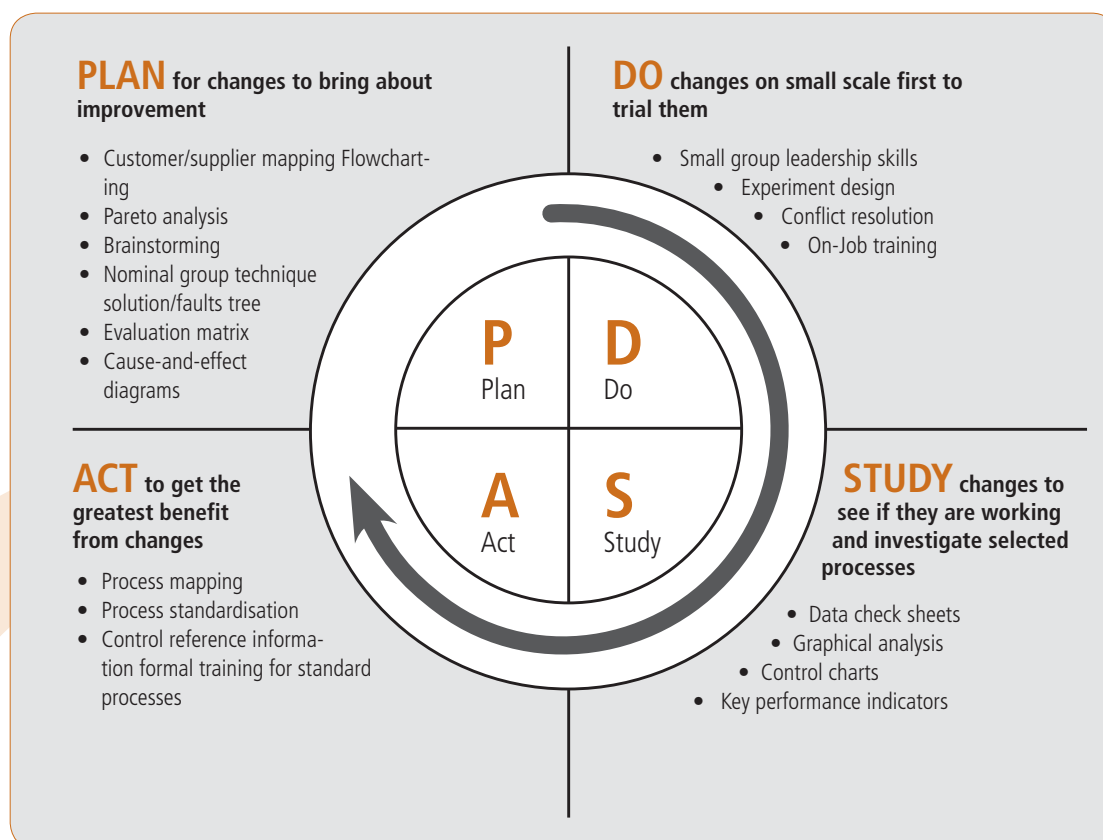 PLAN for changes to bring about
improvement
• Customer/supplier mapping Flowchart-
ing
• Pareto analysis
• Brainstorming
• Nominal group technique
solution/faults tree
• Evaluation matrix
• Cause-and-effect
diagrams
DO changes on small scale first to
trial them
• Small group leadership skills
• Experiment design
• Conflict resolution
• On-Job training
P
Plan
D
Do
A
Act
S
Study
ACT to get the
greatest benefit
from changes
• Process mapping
• Process standardisation
• Control reference informa-
tion formal training for standard
processes
STUDY changes to
see if they are working
and investigate selected
processes
• Data check sheets
• Graphical analysis
• Control charts
• Key performance indicators